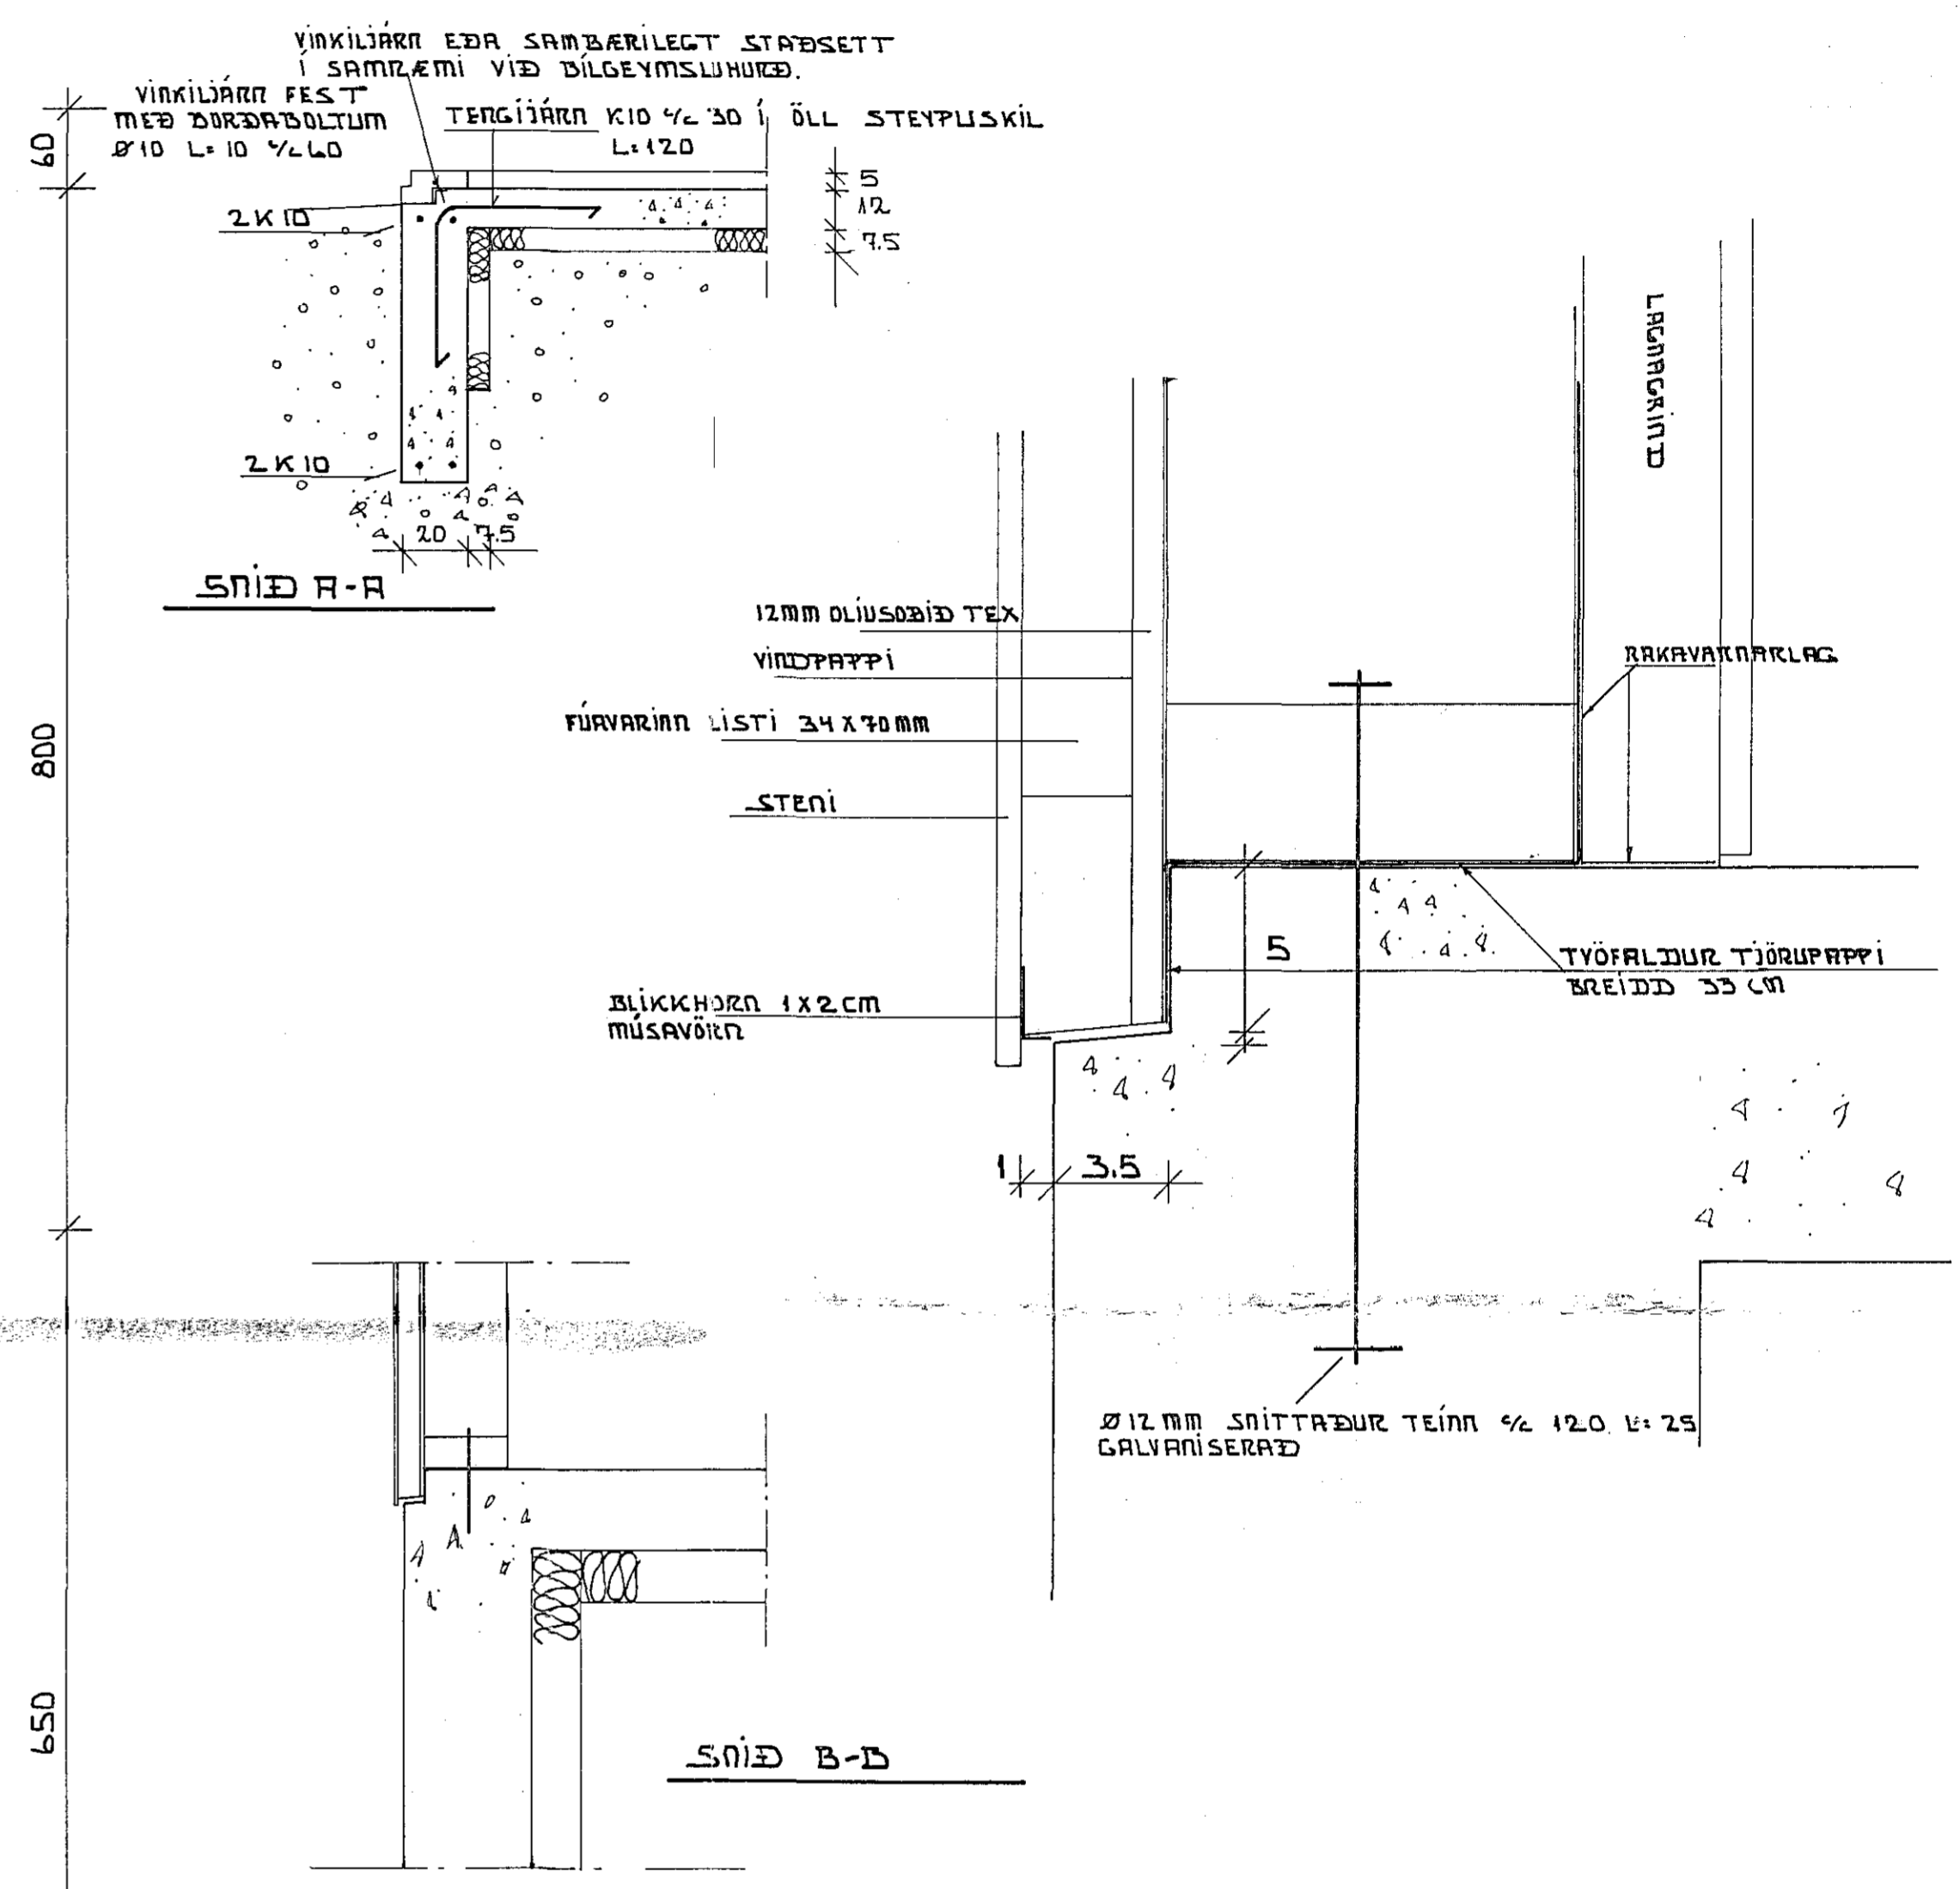 VINKILJÁRN EÐA SAMBÆRILEGT STAÐSETT
Í SAMRÆMI VIÐ BÍLGEYMSLUHURÐ.
VINKILJÁRN FEST
MEÐ BORÐABOLTUM
Ø10 L=10 c/c 60
TENGIJÁRN K10 c/c 30 Í ÖLL STEYPUSKIL
L=120
60
5
12
7.5
2K10
2K10
20 7.5
SNIÐ A-A
LAGNAGRIND
12MM OLÍUSOÐIÐ TEX
VINDPAPPI
RAKAVARNARLAG
FÚAVARINN LISTI 34X70MM
800
STENI
5
TVÖFALDUR TJÖRUPAPPI
BREIDD 33 CM
BLIKKHORN 1X2 CM
MÚSAVÖRN
1 3.5
Ø12MM SNITTAÐUR TEINN c/c 120 L=25
GALVANISERAÐ
650
SNIÐ B-B